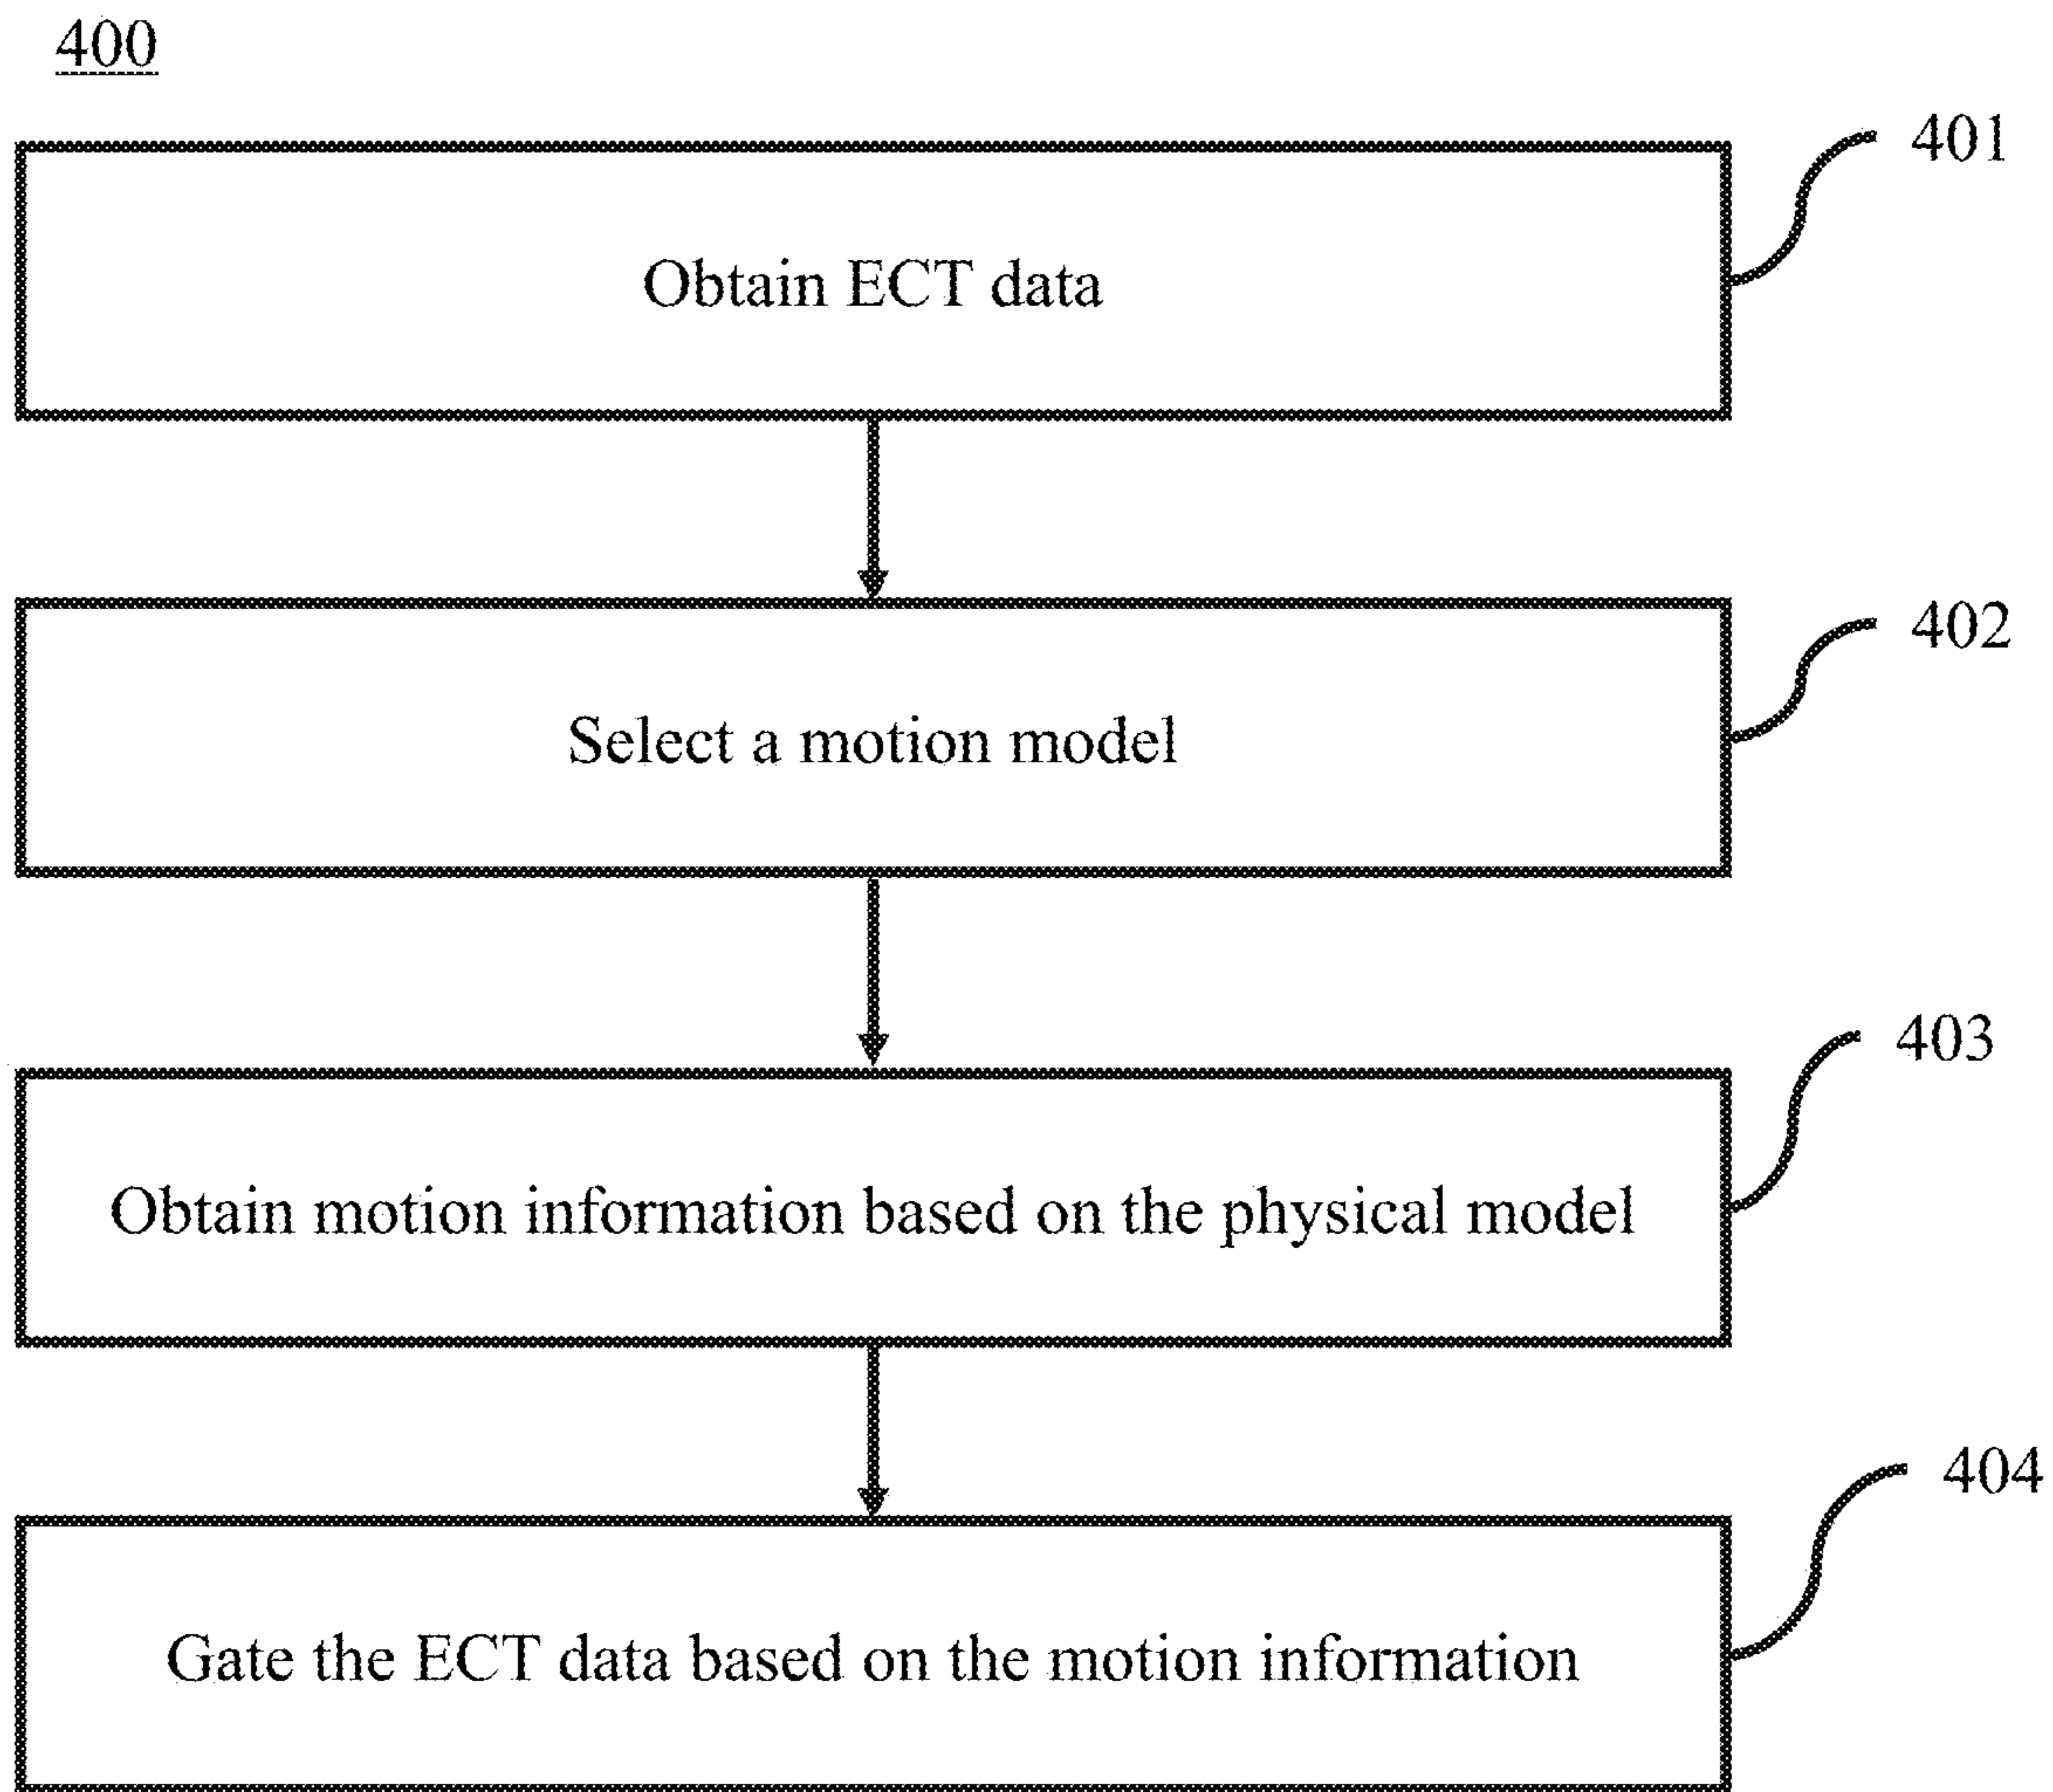 400
401
Obtain ECT data
402
Select a motion model
403
Obtain motion information based on the physical model
404
Gate the ECT data based on the motion information